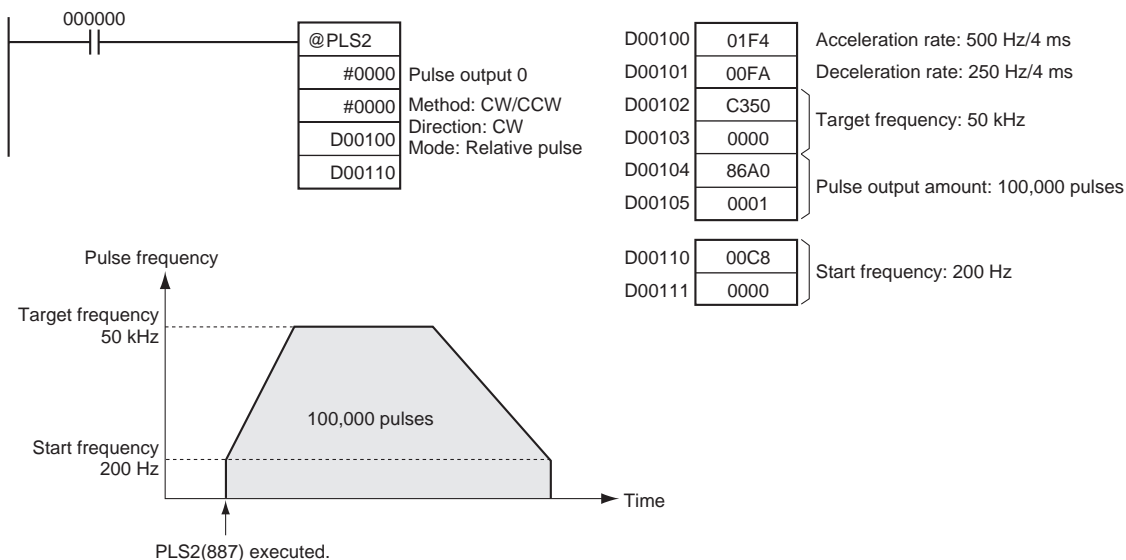 000000
@PLS2
#0000 Pulse output 0
#0000 Method: CW/CCW
Direction: CW
D00100
Mode: Relative pulse
D00110
D00100 01F4 Acceleration rate: 500 Hz/4 ms
D00101 00FA Deceleration rate: 250 Hz/4 ms
D00102 C350
Target frequency: 50 kHz
D00103 0000
D00104 86A0
Pulse output amount: 100,000 pulses
D00105 0001
D00110 00C8
Start frequency: 200 Hz
D00111 0000
Pulse frequency
Target frequency
50 kHz
100,000 pulses
Start frequency
200 Hz
Time
PLS2(887) executed.